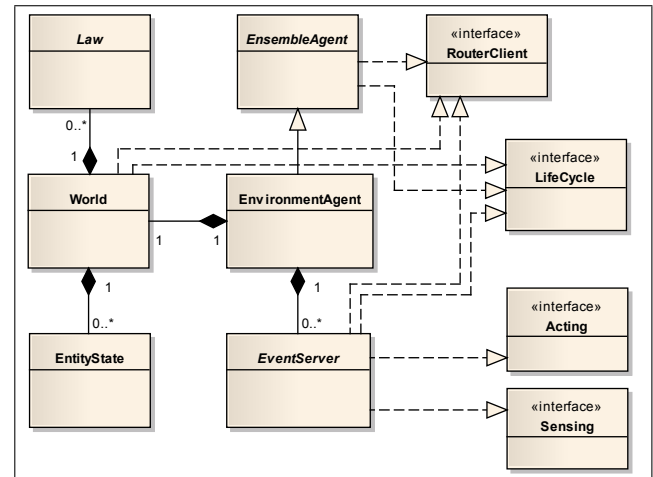 Law
EnsembleAgent
«interface»
RouterClient
0..*
1
«interface»
LifeCycle
World
EnvironmentAgent
1
1
1
1
0..*
0..*
«interface»
Acting
EntityState
EventServer
«interface»
Sensing